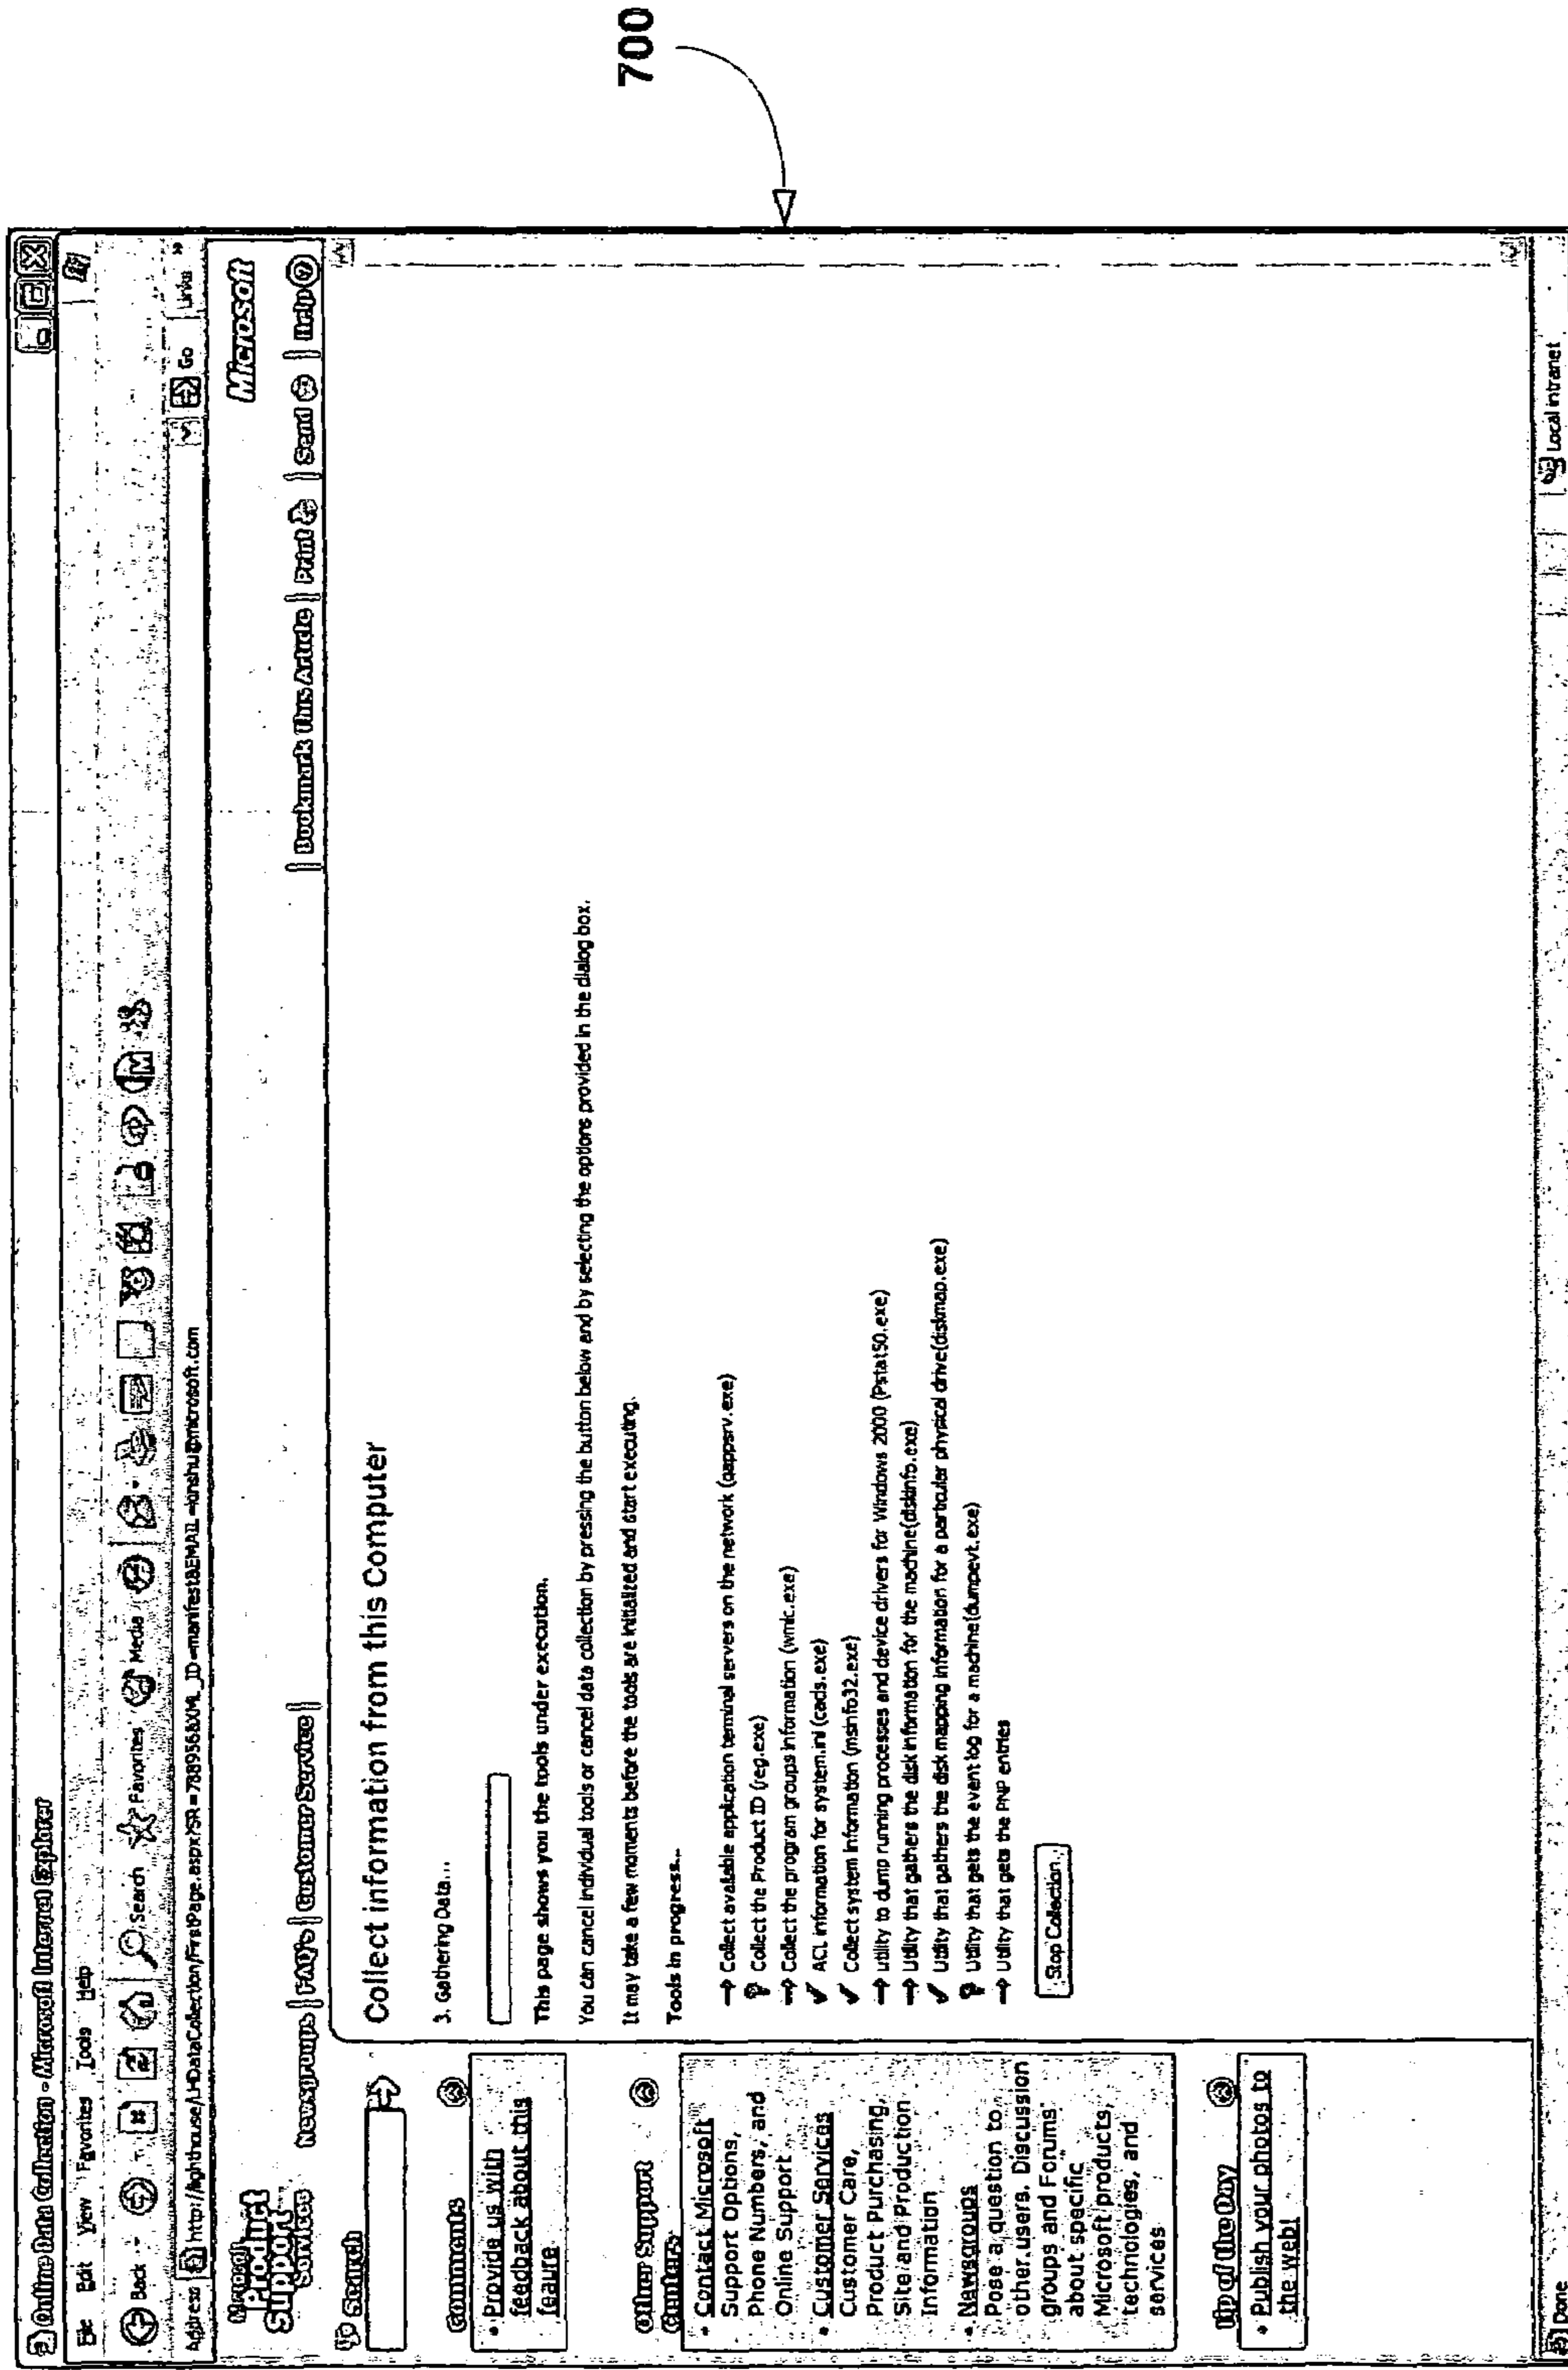 700
Online Data Collection - Microsoft Internet Explorer
File Edit View Favorites Tools Help
Back Search Favorites Media
Address http://lighthouse/LHDataCollection/FirstPage.aspx?SR=788956&XML_ID=manifest&EMAIL=kinshu@microsoft.com Go Links »
Microsoft
Product
Support
Services
Newsgroups | FAQ's | Customer Service |
Microsoft
| Bookmark This Article | Print | Send | Help
Search
Comments
• Provide us with
feedback about this
feaure
Other Support
Centers
• Contact Microsoft
Support Options,
Phone Numbers, and
Online Support
• Customer Services
Customer Care,
Product Purchasing,
Site and Production
Information
• Newsgroups
Pose a question to
other users. Discussion
groups and Forums
about specific
Microsoft products,
technologies, and
services
Tip of the Day
• Publish your photos to
the web!
Collect information from this Computer
3. Gathering Data...
This page shows you the tools under execution.
You can cancel individual tools or cancel data collection by pressing the button below and by selecting the options provided in the dialog box.
It may take a few moments before the tools are initialized and start executing.
Tools in progress...
Collect available application terminal servers on the network (qappsrv.exe)
Collect the Product ID (reg.exe)
Collect the program groups information (wmic.exe)
ACL information for system.ini (cacls.exe)
Collect system information (msinfo32.exe)
utility to dump running processes and device drivers for Windows 2000 (Pstat50.exe)
Utility that gathers the disk information for the machine(diskinfo.exe)
Utility that gathers the disk mapping information for a particular physical drive(diskmap.exe)
Utility that gets the event log for a machine(dumpevt.exe)
Utility that gets the PNP entries
Stop Collection
Done
Local intranet